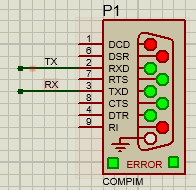 P1
1
DCD
6
DSR
TX
2
RXD
7
RTS
RX
3
TXD
8
CTS
4
DTR
9
RI
ERROR
COMPIM